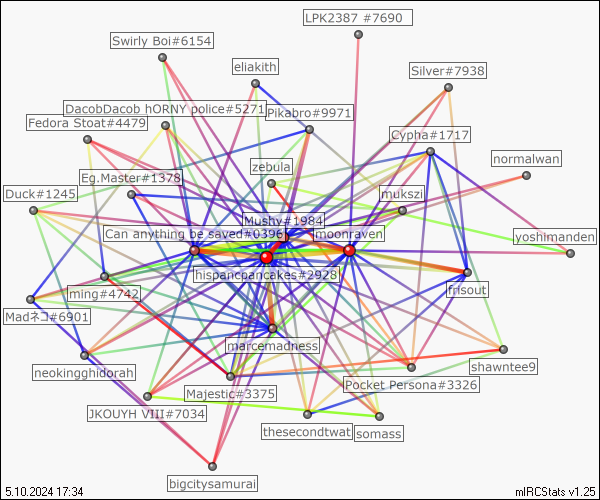 LPK2387 #7690
Swirly Boi#6154
eliakith
Silver#7938
DacobDacob hORNY police#5271
Pikabro#9971
Fedora Stoat#4479
Cypha#1717
normalwan
zebula
Eg.Master#1378
Duck#1245
mukszi
Mushy#1984
Can anything be saved#0396
moonraven
yoshimanden
hispancpancakes#2928
frisout
ming#4742
Madネコ#6901
marcemadness
neokingghidorah
shawntee9
Pocket Persona#3326
Majestic#3375
JKOUYH VIII#7034
thesecondtwat
somass
bigcitysamurai
5.10.2024 17:34
mIRCStats v1.25